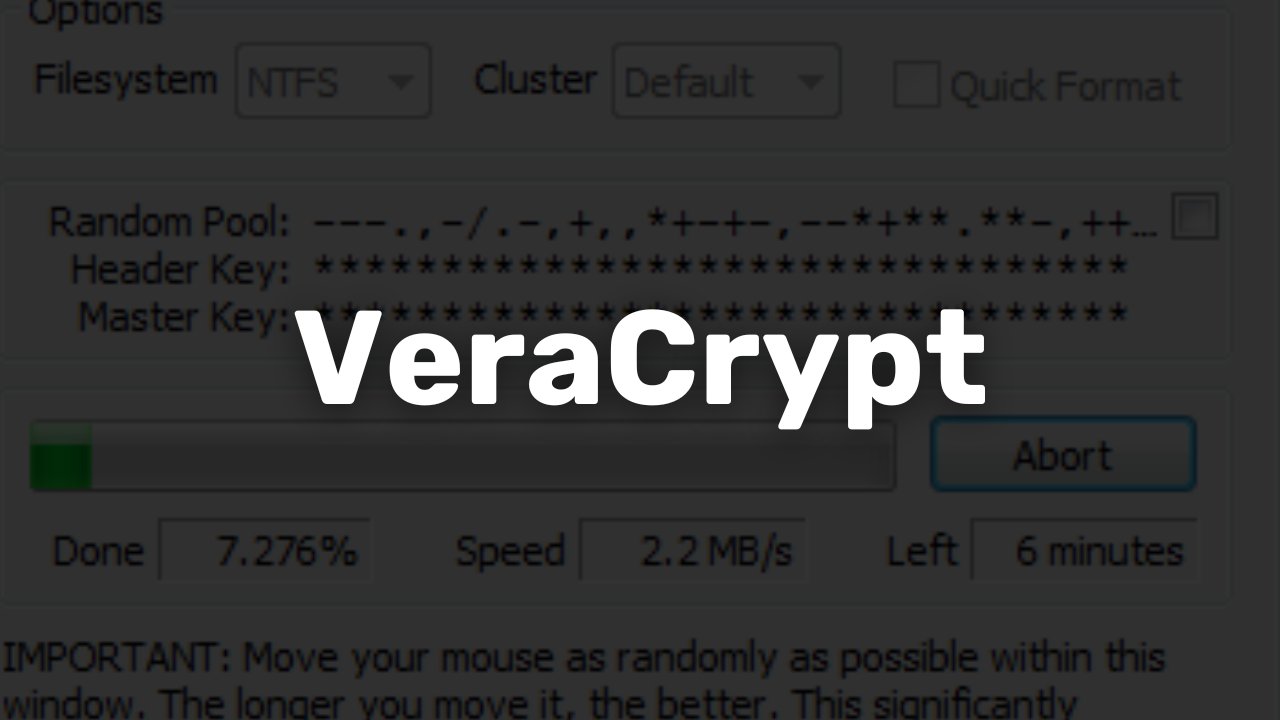 Options
Filesystem NTFS Cluster Default Quick Format
Random Pool: ---.,-/.-,+,,*+-+-,--*+**.**-,++...
Header Key: ********************************
Master Key: ********************************
VeraCrypt
Abort
Done 7.276% Speed 2.2 MB/s Left 6 minutes
IMPORTANT: Move your mouse as randomly as possible within this
window. The longer you move it, the better. This significantly